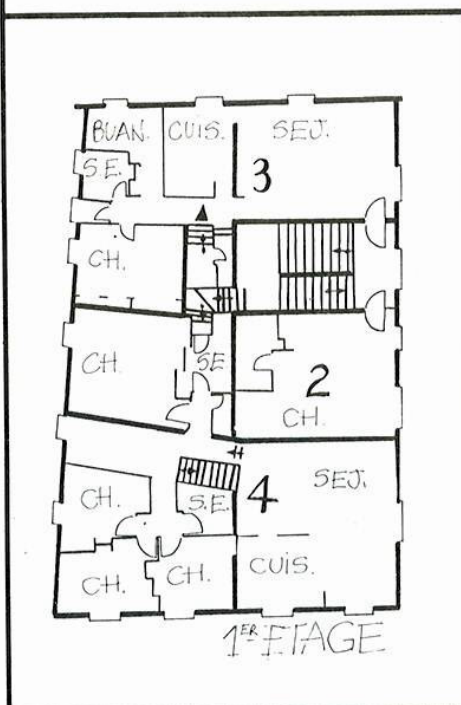 BUAN. CUIS. SEJ.
S.E. 3
CH.
CH. SE 2
CH.
SEJ.
CH. S.E. 4
CH. CH. CUIS.
1ER ETAGE